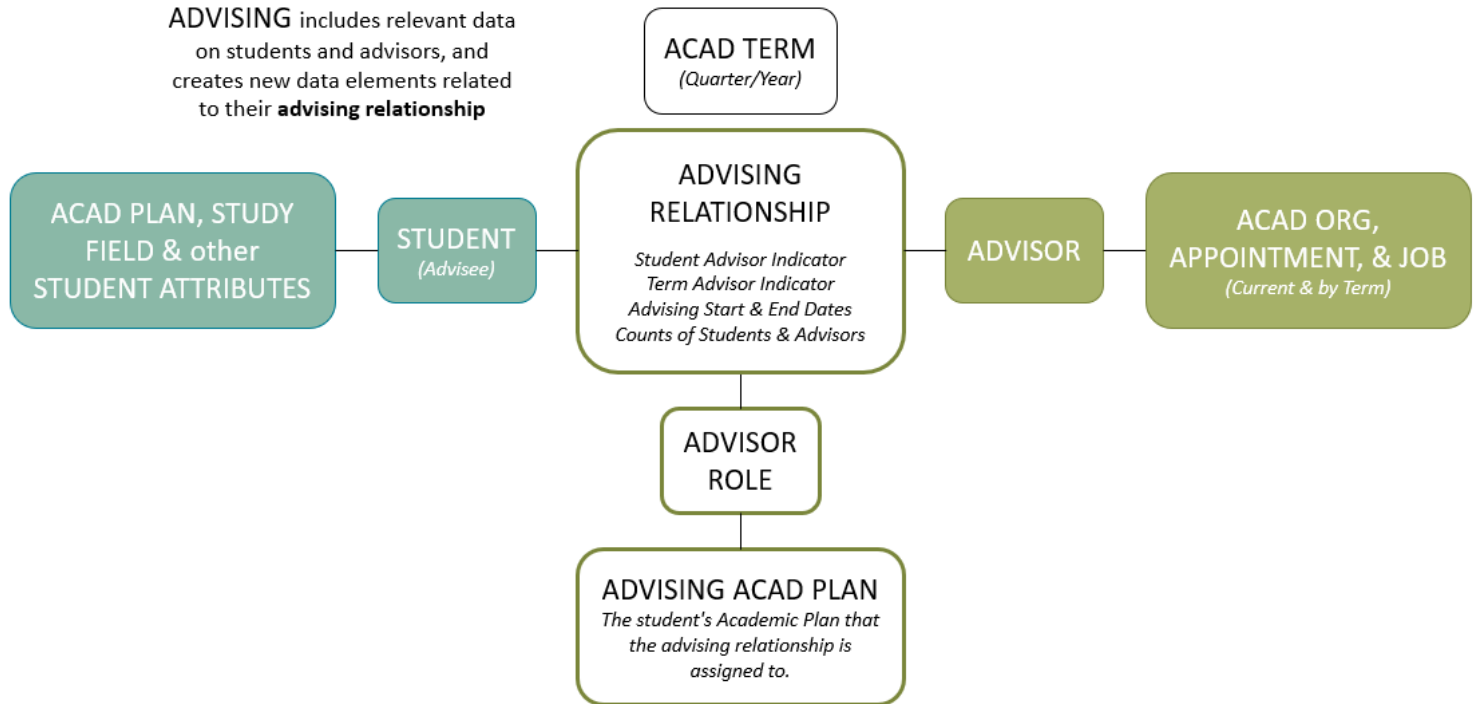 ADVISING includes relevant data
on students and advisors, and
creates new data elements related
to their advising relationship
ACAD TERM
(Quarter/Year)
ACAD PLAN, STUDY
FIELD & other
STUDENT ATTRIBUTES
STUDENT
(Advisee)
ADVISING
RELATIONSHIP
Student Advisor Indicator
Term Advisor Indicator
Advising Start & End Dates
Counts of Students & Advisors
ADVISOR
ACAD ORG,
APPOINTMENT, & JOB
(Current & by Term)
ADVISOR
ROLE
ADVISING ACAD PLAN
The student's Academic Plan that
the advising relationship is
assigned to.